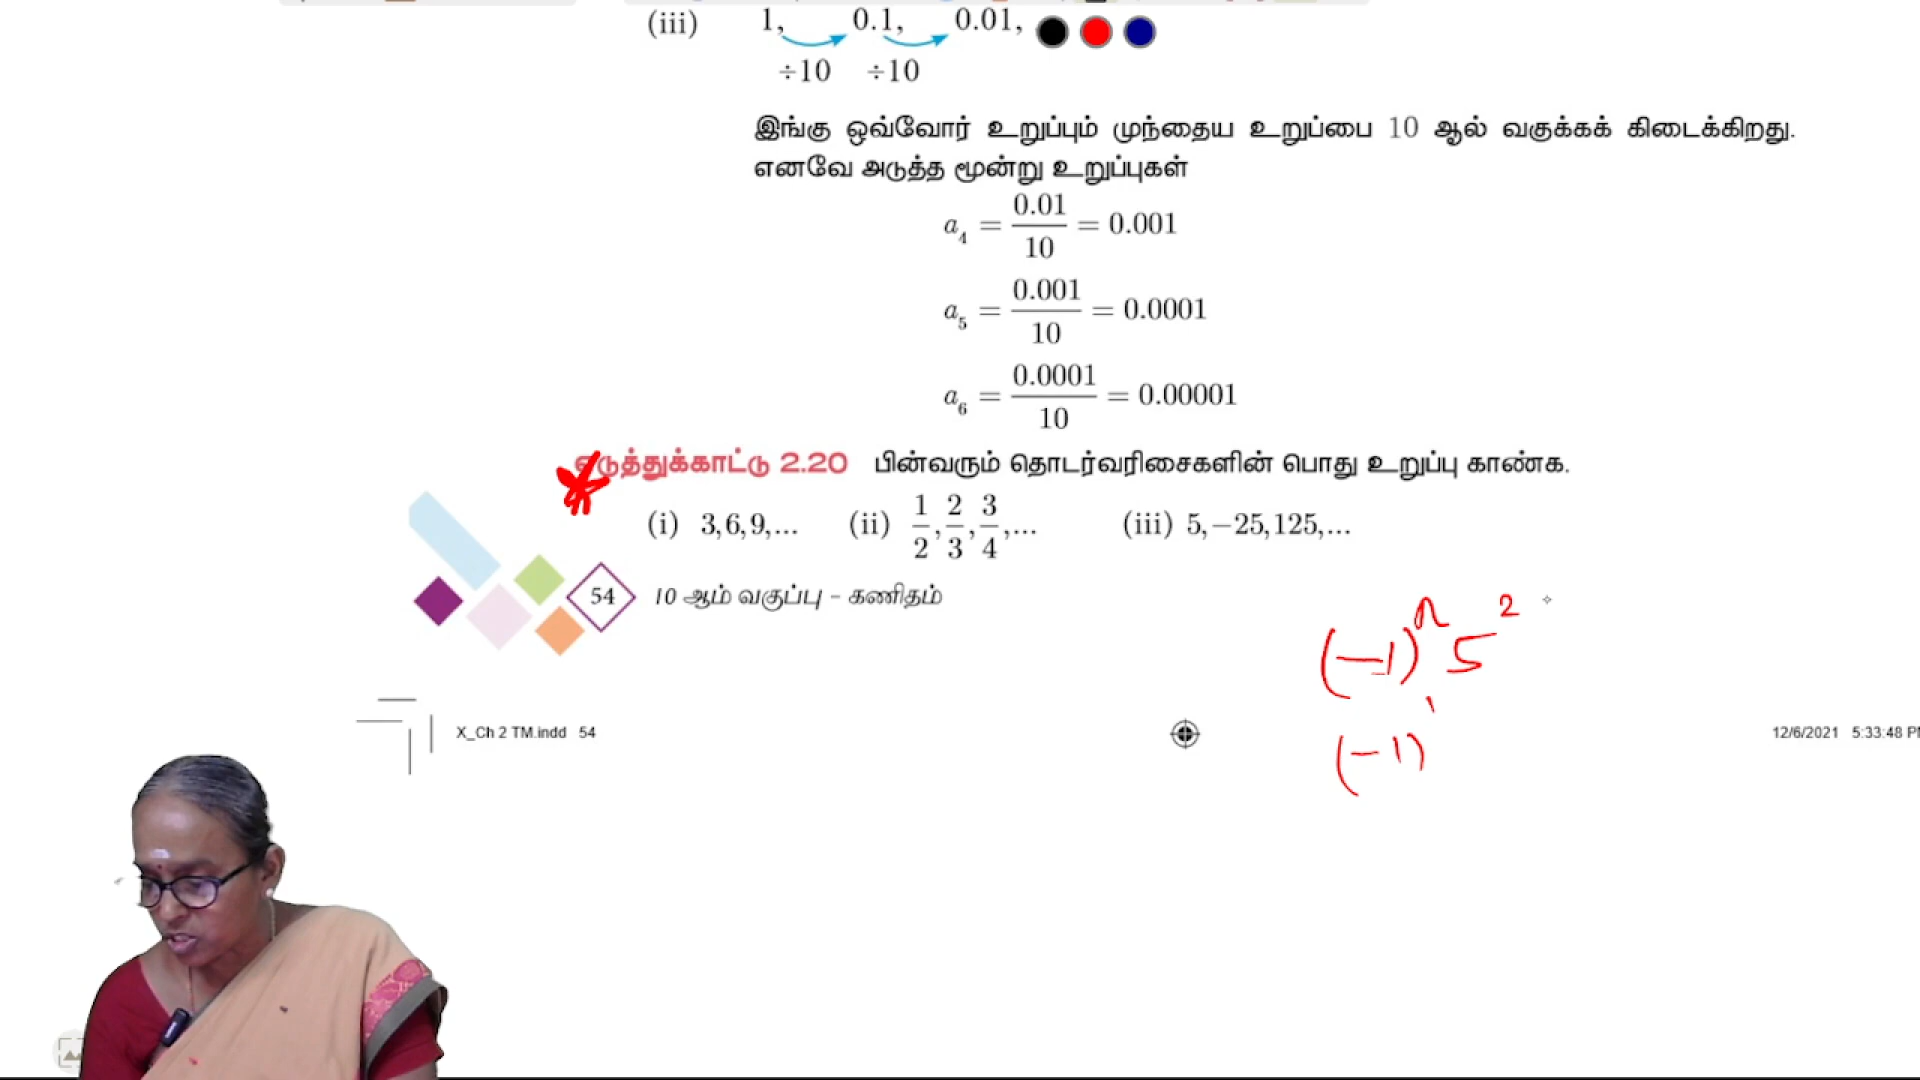 (iii) 1, 0.1, 0.01,
÷10 ÷10
இங்கு ஒவ்வோர் உறுப்பும் முந்தைய உறுப்பை 10 ஆல் வகுக்கக் கிடைக்கிறது.
எனவே அடுத்த மூன்று உறுப்புகள்
a₄ = 0.01/10 = 0.001
a₅ = 0.001/10 = 0.0001
a₆ = 0.0001/10 = 0.00001
எடுத்துக்காட்டு 2.20 பின்வரும் தொடர்வரிசைகளின் பொது உறுப்பு காண்க.
(i) 3,6,9,... (ii) 1/2, 2/3, 3/4,... (iii) 5,−25,125,...
54 10 ஆம் வகுப்பு – கணிதம்
(−1)ⁿ 5²
(−1)¹
X_Ch 2 TM.indd 54 12/6/2021 5:33:48